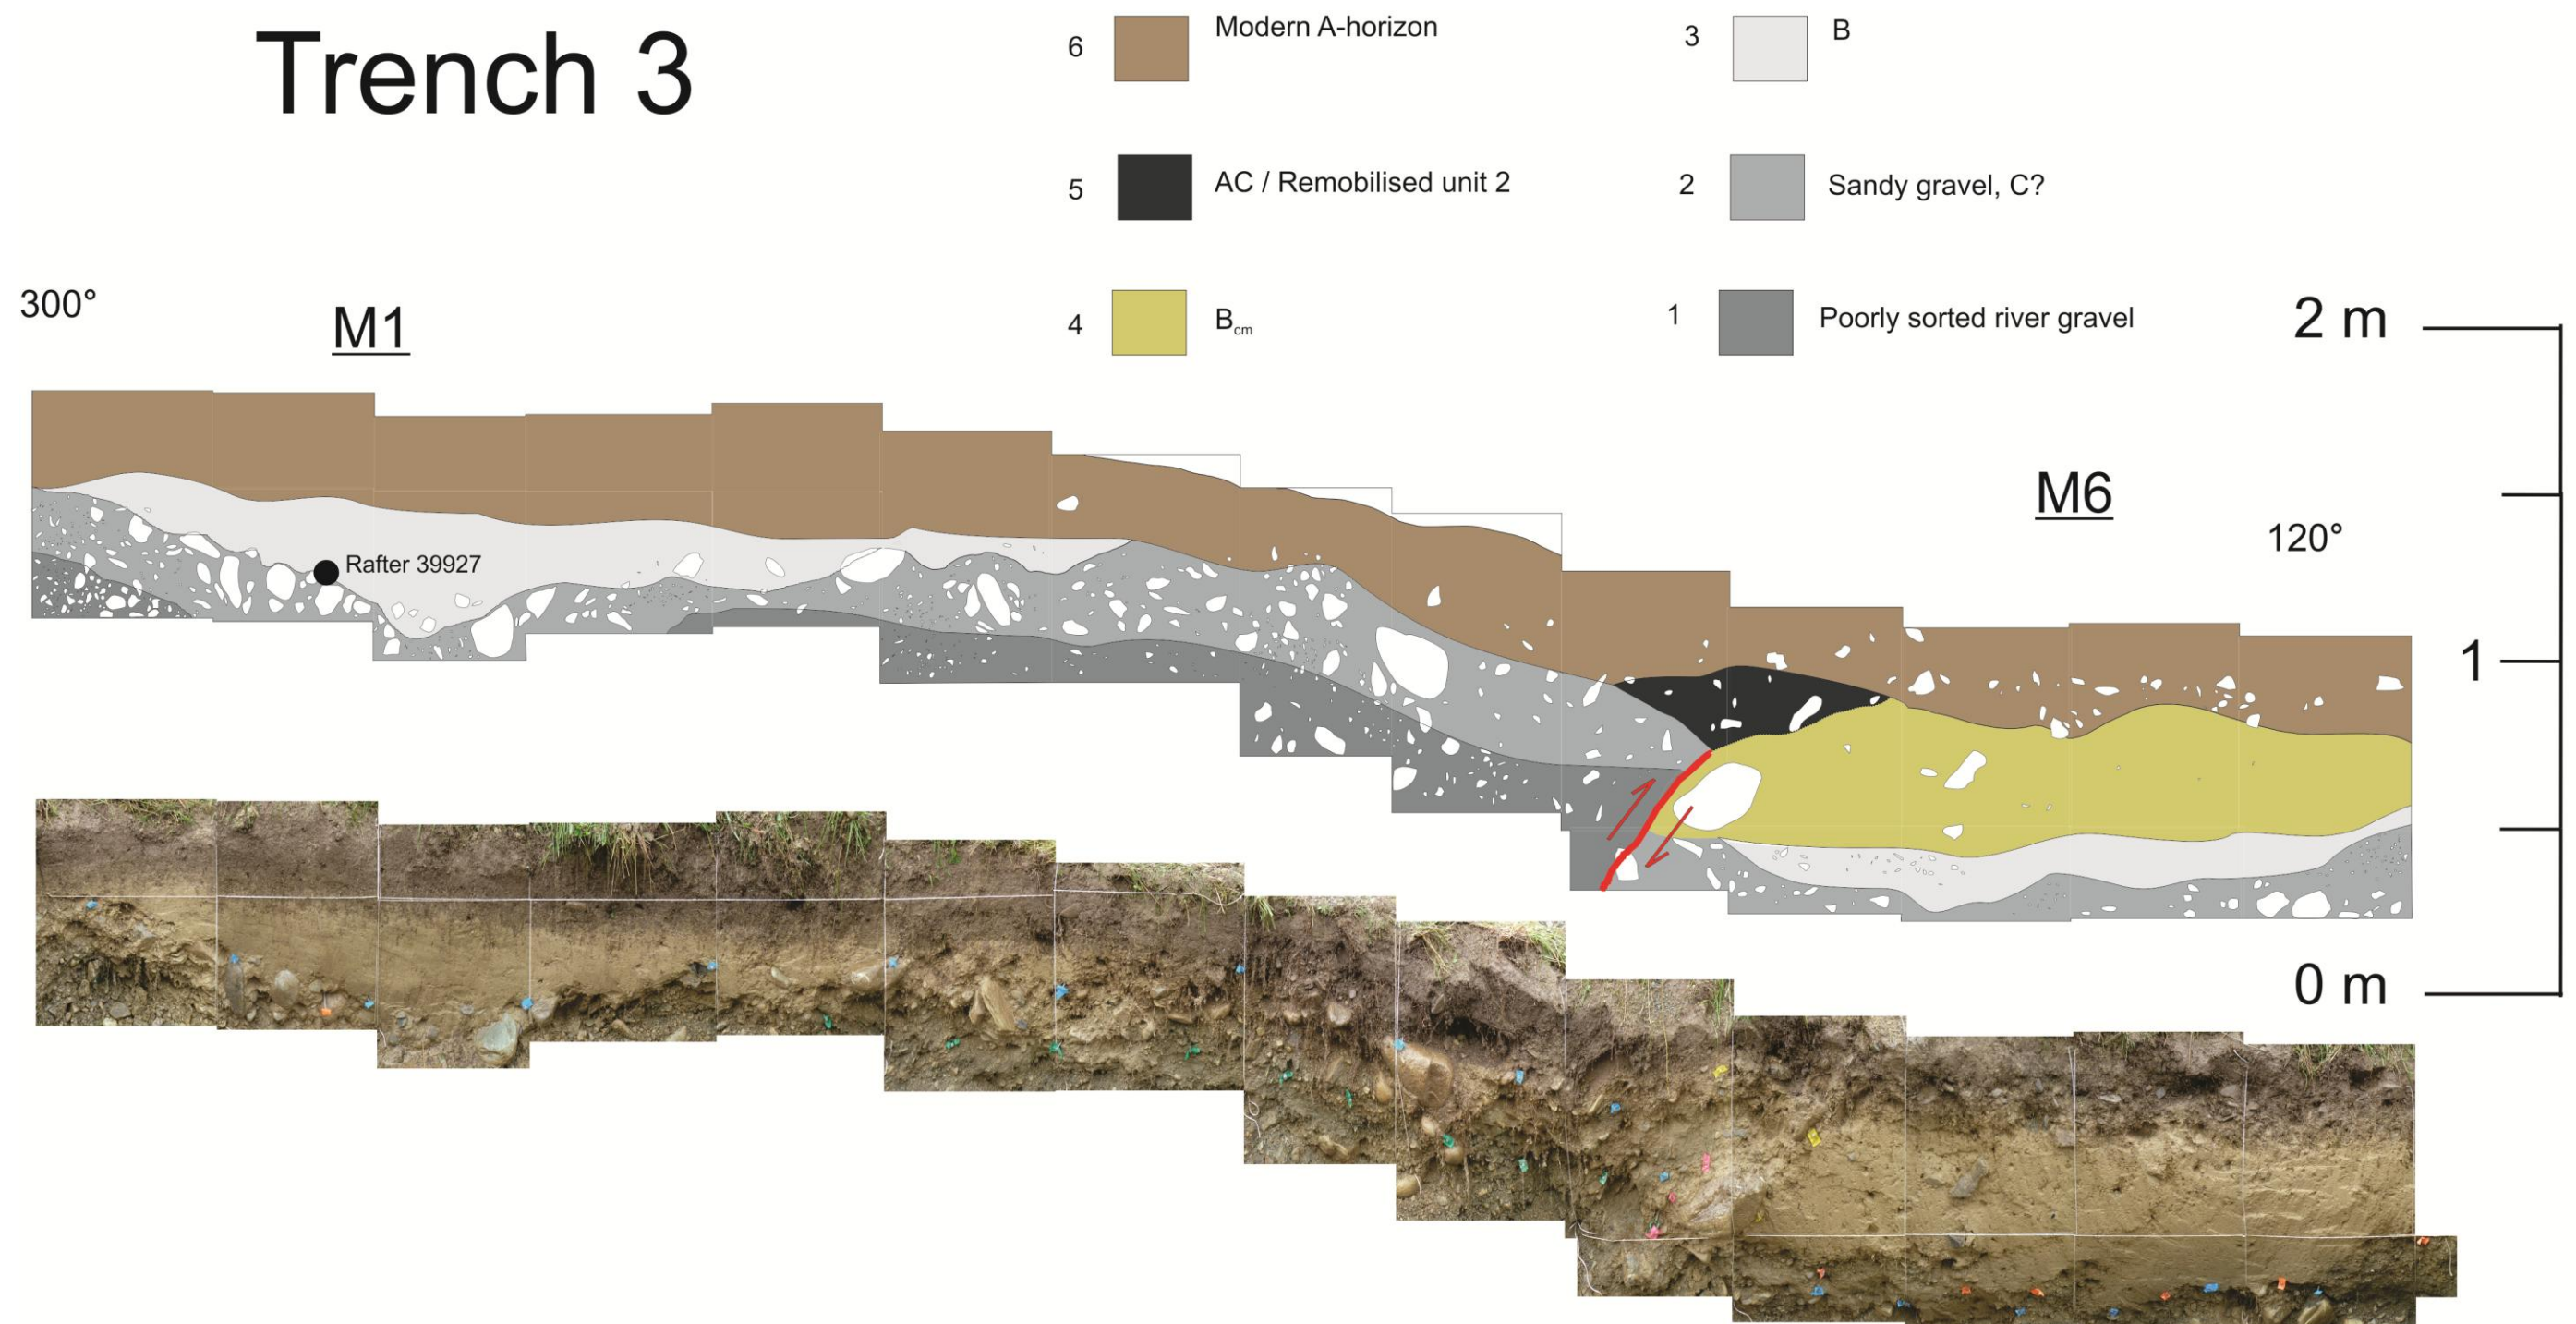 Trench 3
6 Modern A-horizon
3 B
5 AC / Remobilised unit 2
2 Sandy gravel, C?
4 Bcm
1 Poorly sorted river gravel
300°
M1
2 m
M6
120°
Rafter 39927
1
0 m